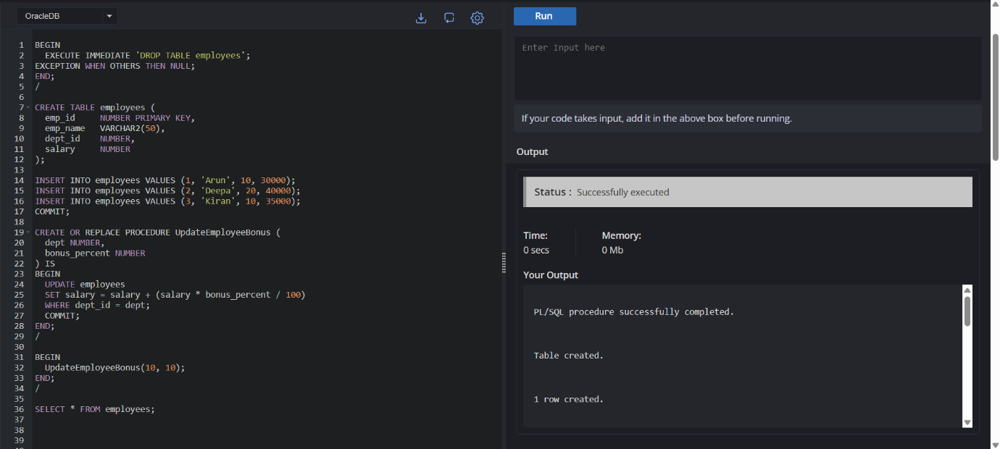 OracleDB
1 BEGIN
2   EXECUTE IMMEDIATE 'DROP TABLE employees';
3 EXCEPTION WHEN OTHERS THEN NULL;
4 END;
5 /
6
7 CREATE TABLE employees (
8   emp_id     NUMBER PRIMARY KEY,
9   emp_name   VARCHAR2(50),
10   dept_id    NUMBER,
11   salary     NUMBER
12 );
13
14 INSERT INTO employees VALUES (1, 'Arun', 10, 30000);
15 INSERT INTO employees VALUES (2, 'Deepa', 20, 40000);
16 INSERT INTO employees VALUES (3, 'Kiran', 10, 35000);
17 COMMIT;
18
19 CREATE OR REPLACE PROCEDURE UpdateEmployeeBonus (
20   dept NUMBER,
21   bonus_percent NUMBER
22 ) IS
23 BEGIN
24   UPDATE employees
25   SET salary = salary + (salary * bonus_percent / 100)
26   WHERE dept_id = dept;
27   COMMIT;
28 END;
29 /
30
31 BEGIN
32   UpdateEmployeeBonus(10, 10);
33 END;
34 /
35
36 SELECT * FROM employees;
37
38
39
Run
Enter Input here
If your code takes input, add it in the above box before running.
Output
Status : Successfully executed
Time: Memory:
0 secs 0 Mb
Your Output
PL/SQL procedure successfully completed.
Table created.
1 row created.